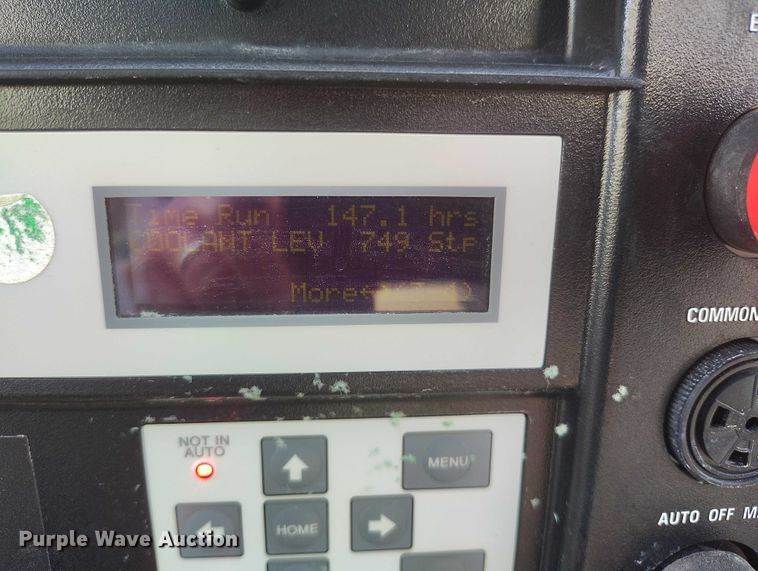 Time Run 147.1 hrs
COOLANT LEV 749 Stp
More
COMMON
NOT IN
AUTO
MENU
HOME
AUTO OFF M
Purple Wave Auction